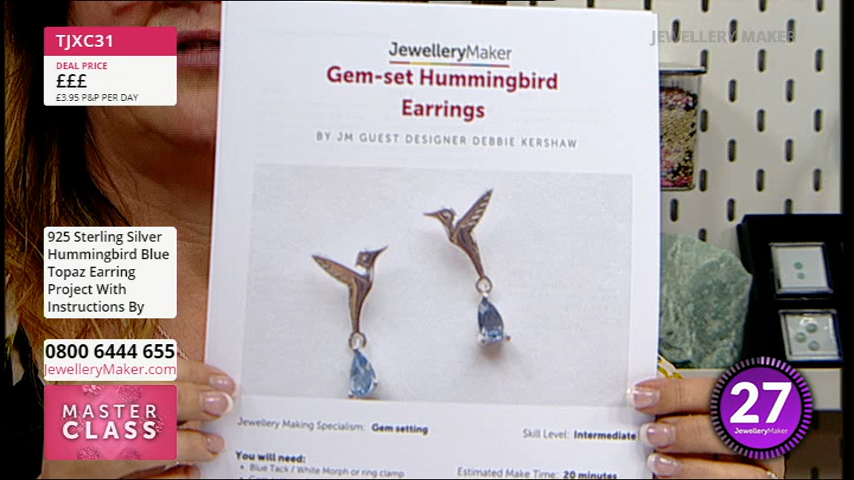 TJXC31
DEAL PRICE
£££
£3.95 P&P PER DAY
925 Sterling Silver
Hummingbird Blue
Topaz Earring
Project With
Instructions By
0800 6444 655
JewelleryMaker.com
MASTER
CLASS
JewelleryMaker
Gem-set Hummingbird
Earrings
BY JM GUEST DESIGNER DEBBIE KERSHAW
Jewellery Making Specialism: Gem setting
Skill Level: Intermediate
You will need:
• Blue Tack / White Morph or ring clamp
Estimated Make Time: 20 minutes
JEWELLERY MAKER
27
JewelleryMaker